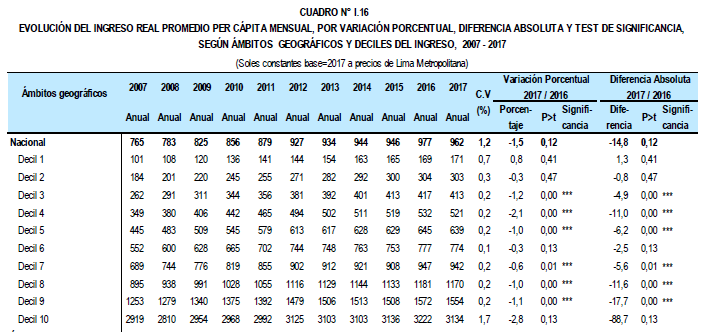 CUADRO N° I.16
EVOLUCIÓN DEL INGRESO REAL PROMEDIO PER CÁPITA MENSUAL, POR VARIACIÓN PORCENTUAL, DIFERENCIA ABSOLUTA Y TEST DE SIGNIFICANCIA,
SEGÚN ÁMBITOS GEOGRÁFICOS Y DECILES DEL INGRESO, 2007 - 2017
(Soles constantes base=2017 a precios de Lima Metropolitana)
Ámbitos geográficos 2007 2008 2009 2010 2011 2012 2013 2014 2015 2016 2017 C.V (%) Variación Porcentual 2017 / 2016 Diferencia Absoluta 2017 / 2016
Anual Anual Anual Anual Anual Anual Anual Anual Anual Anual Anual Porcen-taje P>t Signifi-cancia Dife-rencia P>t Signifi-cancia
Nacional 765 783 825 856 879 927 934 944 946 977 962 1,2 -1,5 0,12 -14,8 0,12
Decil 1 101 108 120 136 141 144 154 163 165 169 171 0,7 0,8 0,41 1,3 0,41
Decil 2 184 201 220 245 255 271 282 292 300 304 303 0,3 -0,3 0,47 -0,8 0,47
Decil 3 262 291 311 344 356 381 392 401 413 417 413 0,2 -1,2 0,00 *** -4,9 0,00 ***
Decil 4 349 380 406 442 465 494 502 511 519 532 521 0,2 -2,1 0,00 *** -11,0 0,00 ***
Decil 5 445 483 509 545 579 613 617 628 629 645 639 0,2 -1,0 0,00 *** -6,2 0,00 ***
Decil 6 552 600 628 665 702 744 748 763 753 777 774 0,1 -0,3 0,13 -2,5 0,13
Decil 7 689 744 776 819 855 902 912 921 908 947 942 0,2 -0,6 0,01 *** -5,6 0,01 ***
Decil 8 895 938 991 1028 1055 1116 1129 1144 1133 1181 1170 0,2 -1,0 0,00 *** -11,6 0,00 ***
Decil 9 1253 1279 1340 1375 1392 1479 1506 1513 1508 1572 1554 0,2 -1,1 0,00 *** -17,7 0,00 ***
Decil 10 2919 2810 2954 2968 2992 3125 3103 3103 3136 3222 3134 1,7 -2,8 0,13 -88,7 0,13